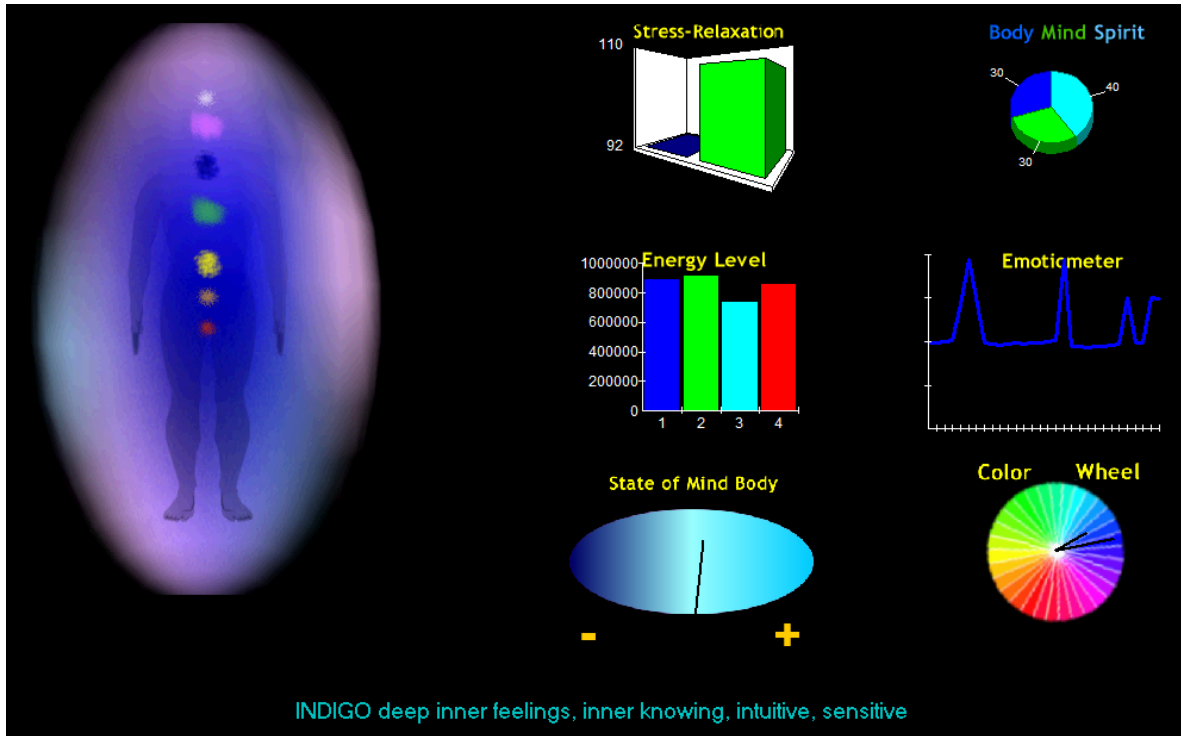 Stress-Relaxation
110
92
Body Mind Spirit
30
40
30
Energy Level
1000000
800000
600000
400000
200000
0
1 2 3 4
Emotiometer
State of Mind Body
- +
Color Wheel
INDIGO deep inner feelings, inner knowing, intuitive, sensitive